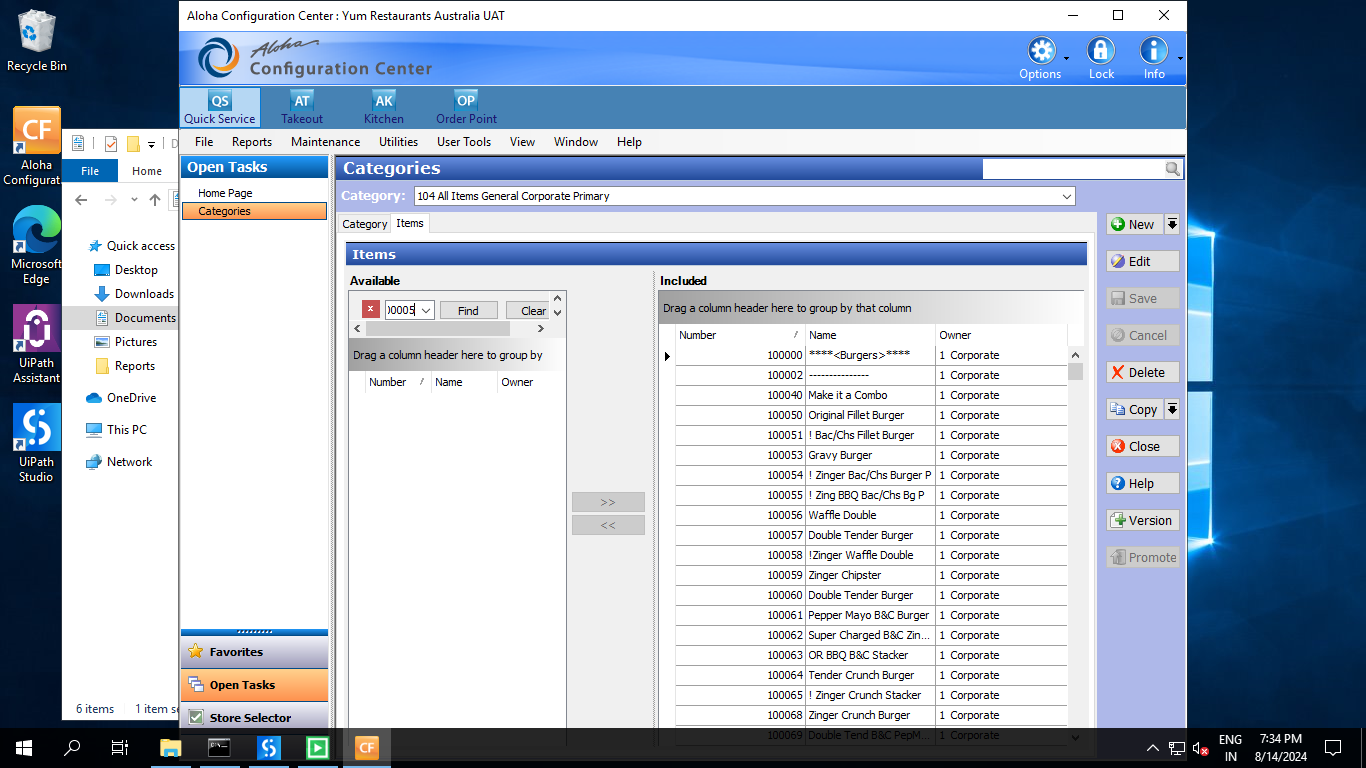 Recycle Bin
Aloha
Configurat...
Microsoft
Edge
UiPath
Assistant
UiPath
Studio
File
Home
Quick access
Desktop
Downloads
Documents
Pictures
Reports
OneDrive
This PC
Network
6 items
Aloha Configuration Center : Yum Restaurants Australia UAT
Aloha
Configuration Center
Options
Lock
Info
QS
Quick Service
AT
Takeout
AK
Kitchen
OP
Order Point
File Reports Maintenance Utilities User Tools View Window Help
Open Tasks
Home Page
Categories
Favorites
Open Tasks
Store Selector
Categories
Category: 104 All Items General Corporate Primary
Category Items
Items
Available
x
Find
Clear
Drag a column header here to group by
Number / Name Owner
>>
<<
Included
Drag a column header here to group by that column
Number / Name Owner
100000 ****<Burgers>**** 1 Corporate
100002 --------------- 1 Corporate
100040 Make it a Combo 1 Corporate
100050 Original Fillet Burger 1 Corporate
100051 ! Bac/Chs Fillet Burger 1 Corporate
100053 Gravy Burger 1 Corporate
100054 ! Zinger Bac/Chs Burger P 1 Corporate
100055 ! Zing BBQ Bac/Chs Bg P 1 Corporate
100056 Waffle Double 1 Corporate
100057 Double Tender Burger 1 Corporate
100058 !Zinger Waffle Double 1 Corporate
100059 Zinger Chipster 1 Corporate
100060 Double Tender Burger 1 Corporate
100061 Pepper Mayo B&C Burger 1 Corporate
100062 Super Charged B&C Zin... 1 Corporate
100063 OR BBQ B&C Stacker 1 Corporate
100064 Tender Crunch Burger 1 Corporate
100065 ! Zinger Crunch Stacker 1 Corporate
100068 Zinger Crunch Burger 1 Corporate
100069 Double Tend B&C PepM... 1 Corporate
New
Edit
Save
Cancel
Delete
Copy
Close
Help
Version
Promote
CF
CF
ENG
IN
7:34 PM
8/14/2024